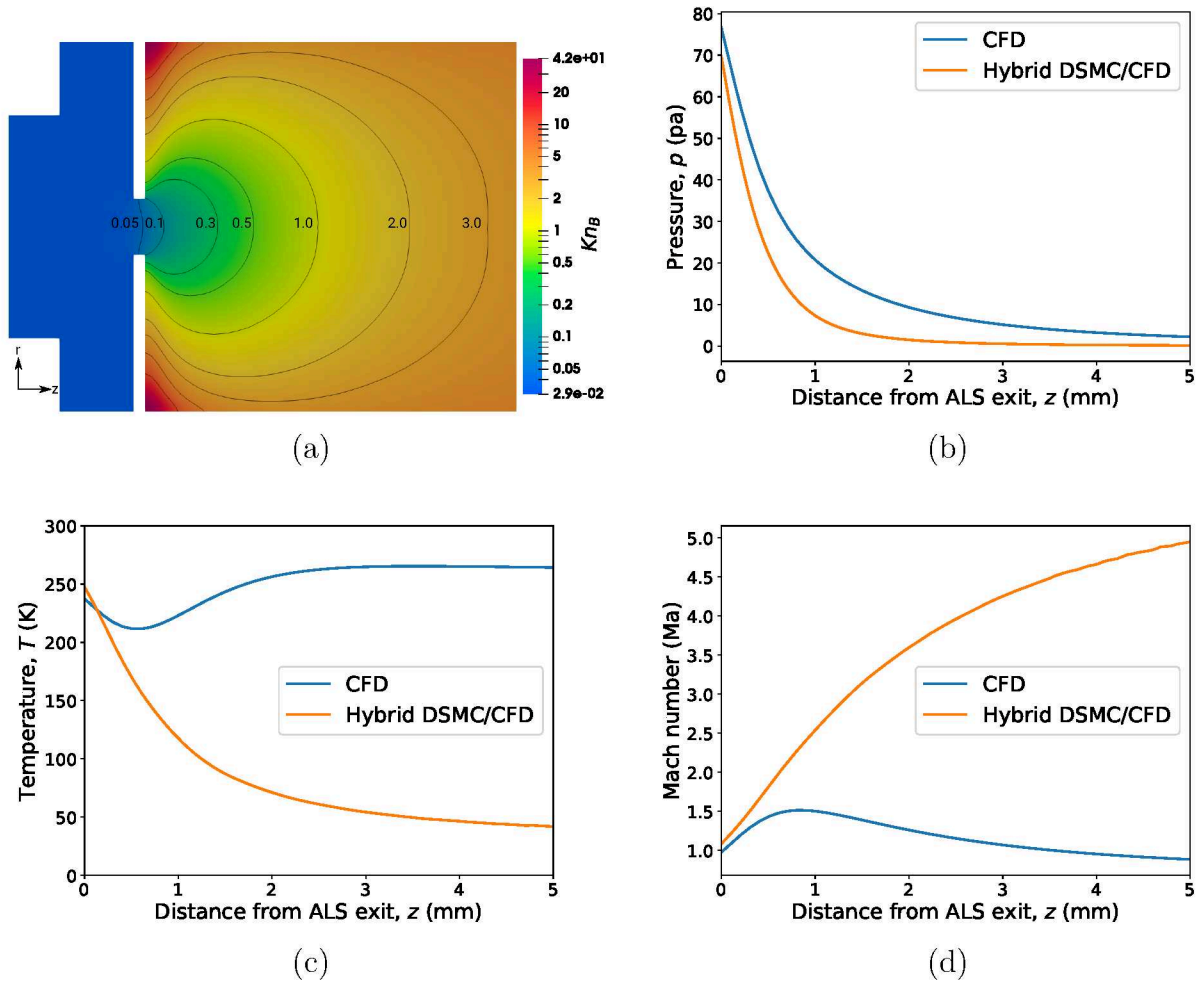 4.2e+01
20
10
5
2
1
0.5
0.2
0.1
0.05
2.9e-02
Kn_B
0.05 0.1 0.3 0.5 1.0 2.0 3.0
r
z
(a)
80
70
60
50
40
30
20
10
0
Pressure, p (pa)
CFD
Hybrid DSMC/CFD
0 1 2 3 4 5
Distance from ALS exit, z (mm)
(b)
300
250
200
150
100
50
0
Temperature, T (K)
CFD
Hybrid DSMC/CFD
0 1 2 3 4 5
Distance from ALS exit, z (mm)
(c)
5.0
4.5
4.0
3.5
3.0
2.5
2.0
1.5
1.0
Mach number (Ma)
CFD
Hybrid DSMC/CFD
0 1 2 3 4 5
Distance from ALS exit, z (mm)
(d)